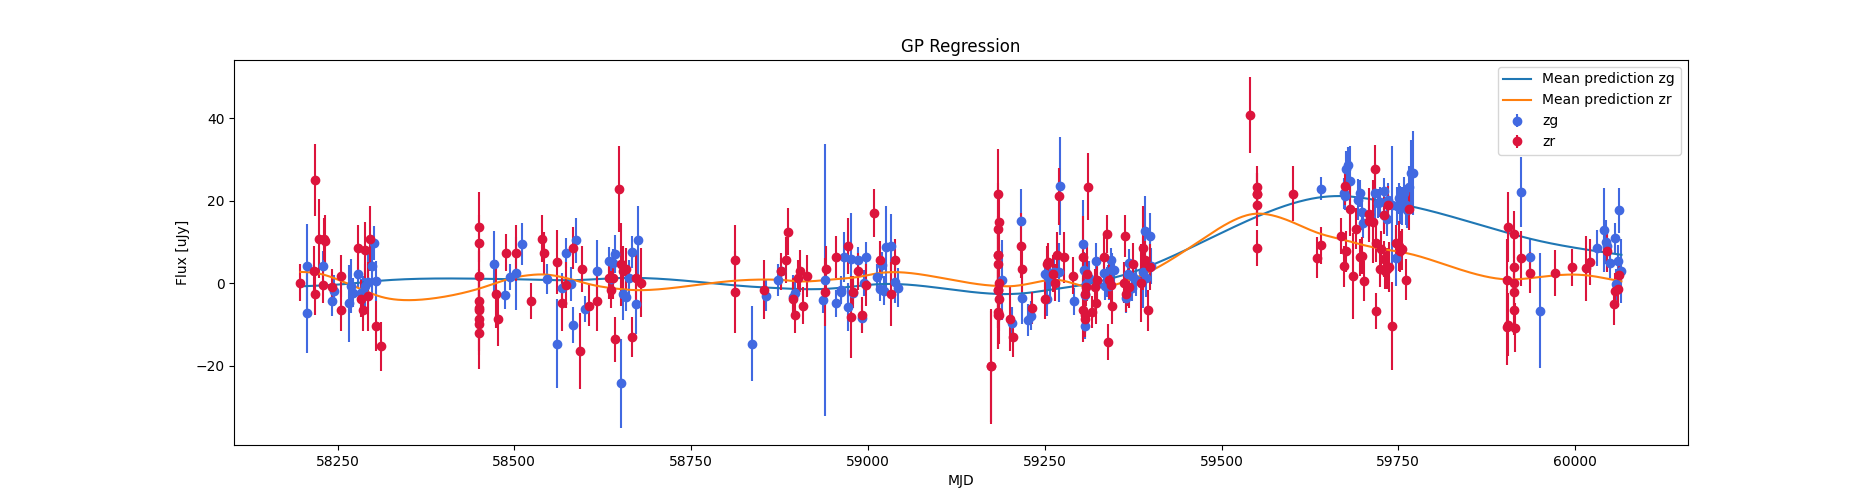 GP Regression
Flux [uJy]
40
20
0
−20
58250
58500
58750
59000
59250
59500
59750
60000
MJD
Mean prediction zg
Mean prediction zr
zg
zr